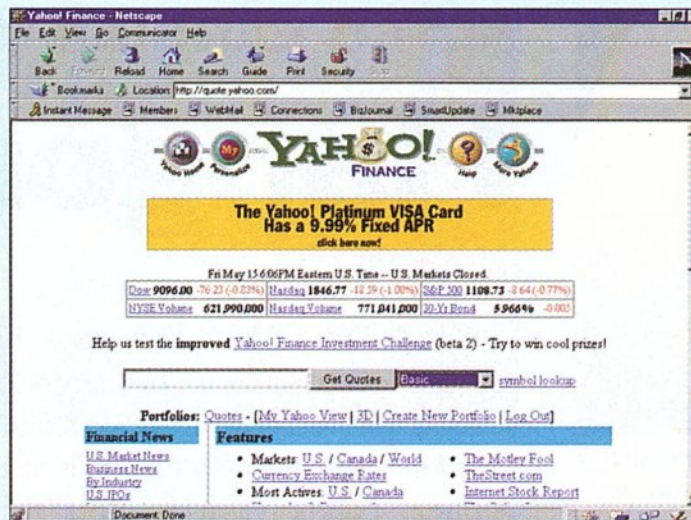 Yahoo! Finance - Netscape
File Edit View Go Communicator Help
Back Forward Reload Home Search Guide Print Security Stop
Bookmarks Location: http://quote.yahoo.com/
Instant Message Members WebMail Connections BizJournal SmartUpdate Mktplace
Yahoo Home My Personalize YAHOO! FINANCE Help More Yahoos
The Yahoo! Platinum VISA Card
Has a 9.99% Fixed APR
click here now!
Fri May 15 6:06PM Eastern U.S. Time -- U.S. Markets Closed.
Dow 9096.00 -76.23 (-0.83%) Nasdaq 1846.77 -18.59 (-1.00%) S&P 500 1108.73 -8.64 (-0.77%)
NYSE Volume 621,990,000 Nasdaq Volume 771,041,000 30-Yr Bond 5.966% -0.005
Help us test the improved Yahoo! Finance Investment Challenge (beta 2) - Try to win cool prizes!
Get Quotes Basic symbol lookup
Portfolios: Quotes - [My Yahoo View | 3D | Create New Portfolio | Log Out]
Financial News Features
U.S. Market News • Markets: U.S. / Canada / World • The Motley Fool
Business News • Currency Exchange Rates • TheStreet.com
By Industry • Most Actives: U.S. / Canada • Internet Stock Report
U.S. IPOs
Document: Done